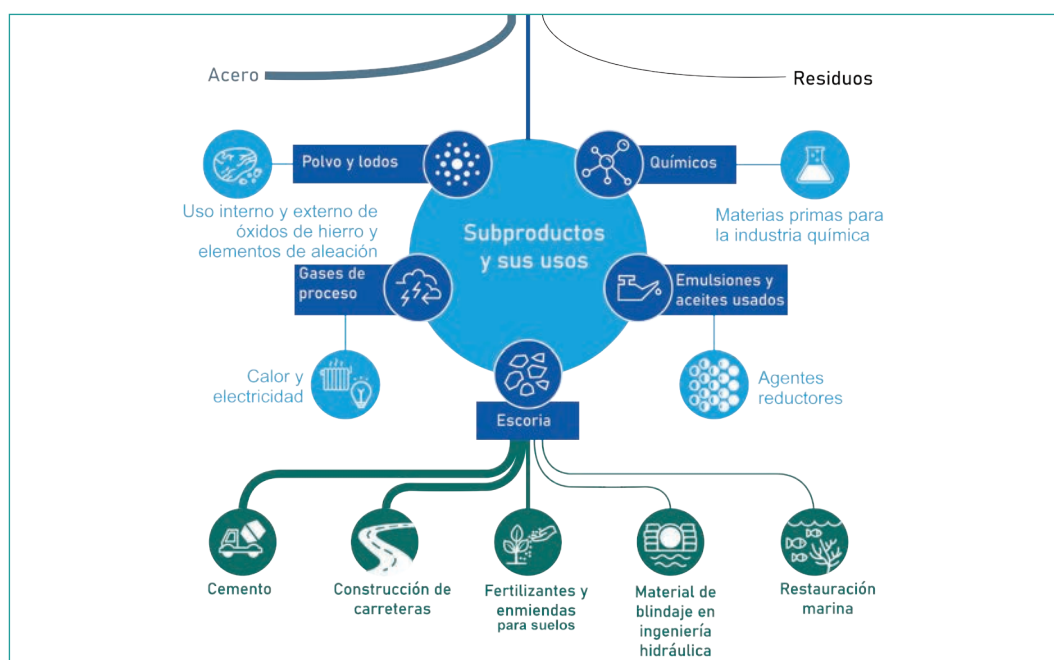 Acero
Residuos
Polvo y lodos
Químicos
Uso interno y externo de
óxidos de hierro y
elementos de aleación
Subproductos
y sus usos
Materias primas para
la industria química
Gases de
proceso
Emulsiones y
aceites usados
Calor y
electricidad
Agentes
reductores
Escoria
Cemento
Construcción de
carreteras
Fertilizantes y
enmiendas
para suelos
Material de
blindaje en
ingeniería
hidráulica
Restauración
marina